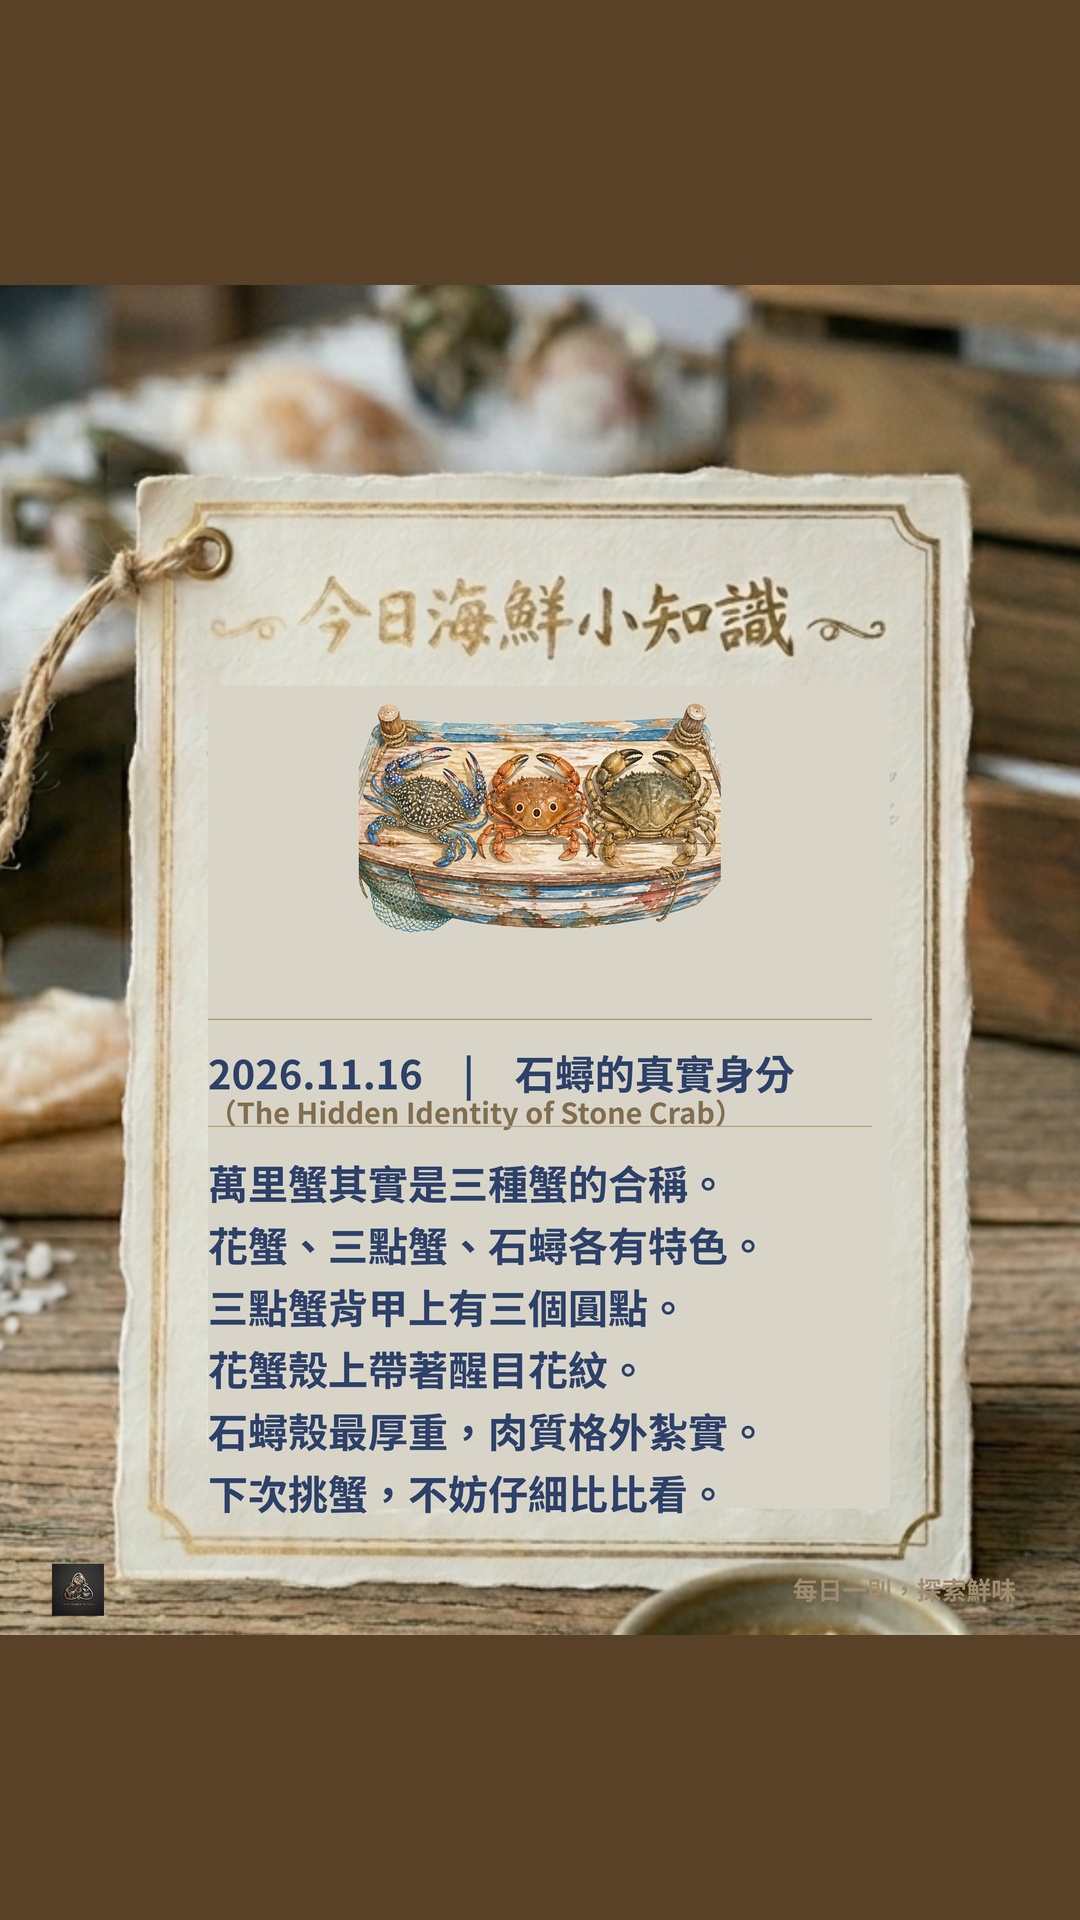 今日海鮮小知識
2026.11.16 | 石蟳的真實身分
（The Hidden Identity of Stone Crab）
萬里蟹其實是三種蟹的合稱。
花蟹、三點蟹、石蟳各有特色。
三點蟹背甲上有三個圓點。
花蟹殼上帶著醒目花紋。
石蟳殼最厚重，肉質格外紮實。
下次挑蟹，不妨仔細比比看。
每日一則，探索鮮味